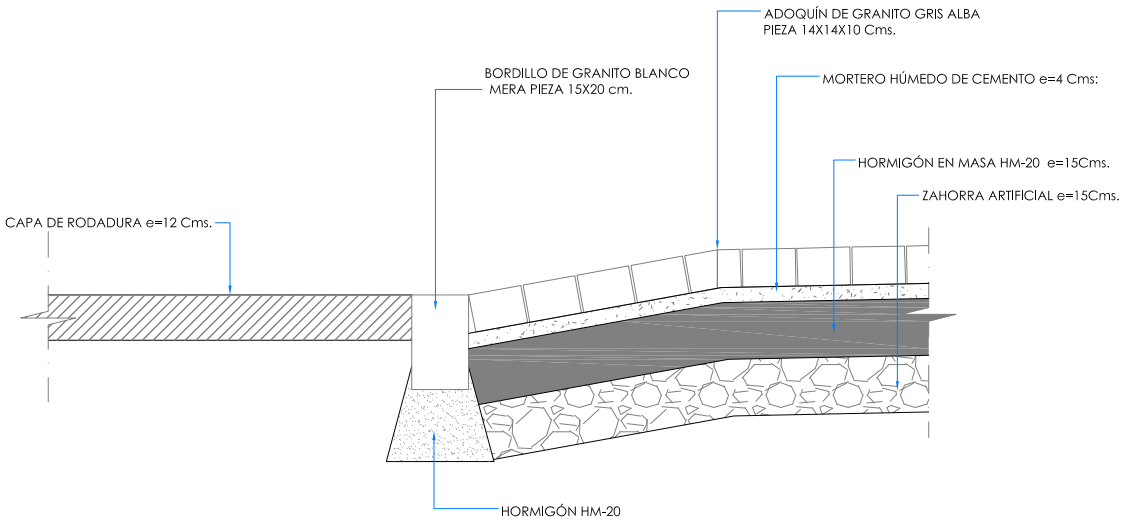 ADOQUÍN DE GRANITO GRIS ALBA
PIEZA 14X14X10 Cms.
BORDILLO DE GRANITO BLANCO
MERA PIEZA 15X20 cm.
MORTERO HÚMEDO DE CEMENTO e=4 Cms:
HORMIGÓN EN MASA HM-20 e=15Cms.
ZAHORRA ARTIFICIAL e=15Cms.
CAPA DE RODADURA e=12 Cms.
HORMIGÓN HM-20